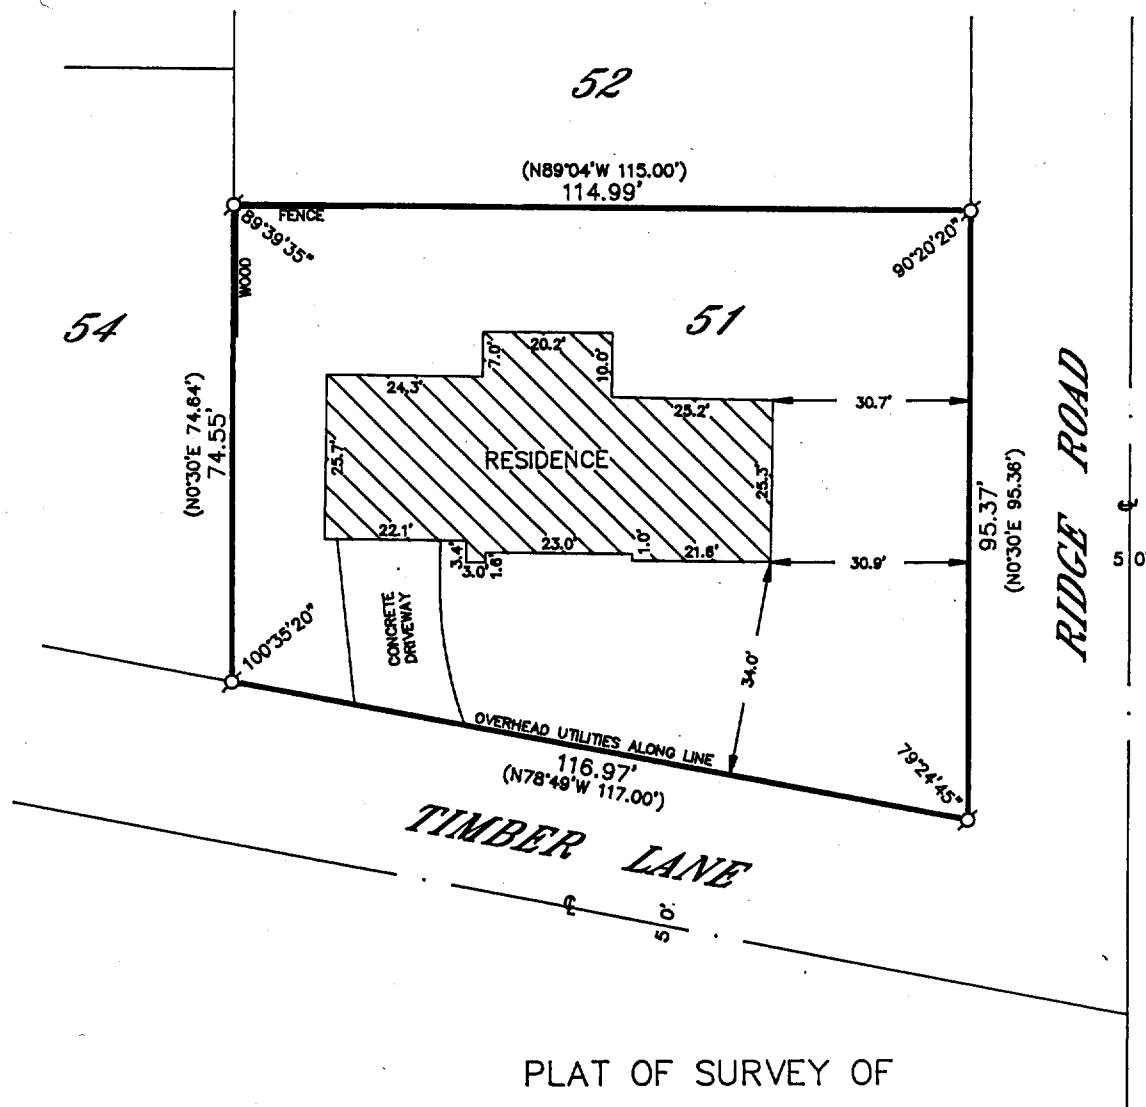 52
(N89°04'W 115.00')
114.99'
FENCE
89°39'35"
90°20'20"
WOOD
54
51
20.2'
7.0'
10.0'
24.3'
25.2'
30.7'
(N0°30'E 74.64')
74.55'
25.7'
RESIDENCE
25.3'
RIDGE ROAD
95.37'
(N0°30'E 95.36')
℄
50'
22.1'
3.4'
3.0'
1.6'
23.0'
1.0'
21.6'
30.9'
CONCRETE
DRIVEWAY
100°35'20"
34.0'
OVERHEAD UTILITIES ALONG LINE
116.97'
(N78°49'W 117.00')
79°24'45"
TIMBER LANE
℄
50'
PLAT OF SURVEY OF